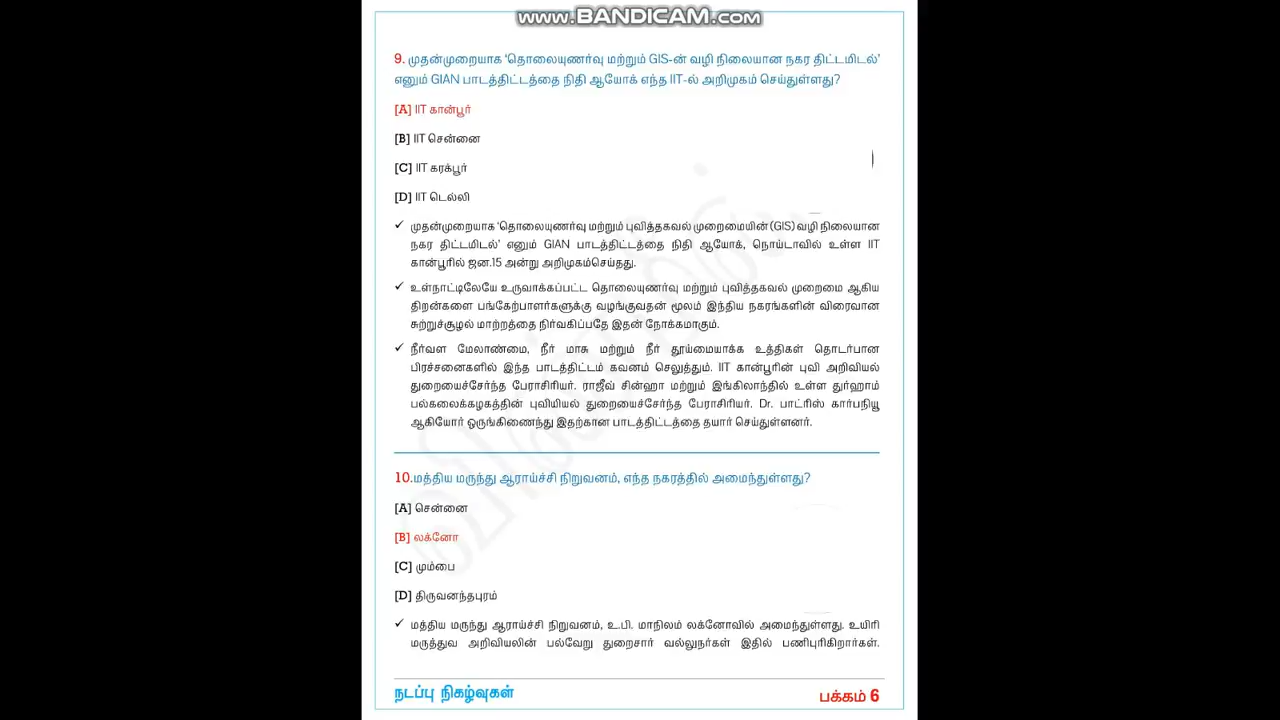 www.BANDICAM.com
9. முதன்முறையாக ‘தொலையுணர்வு மற்றும் GIS-ன் வழி நிலையான நகர திட்டமிடல்’
எனும் GIAN பாடத்திட்டத்தை நிதி ஆயோக் எந்த IIT-ல் அறிமுகம் செய்துள்ளது?
[A] IIT கான்பூர்
[B] IIT சென்னை
[C] IIT கரக்பூர்
[D] IIT டெல்லி
✓ முதன்முறையாக ‘தொலையுணர்வு மற்றும் புவித்தகவல் முறைமையின் (GIS) வழி நிலையான
நகர திட்டமிடல்’ எனும் GIAN பாடத்திட்டத்தை நிதி ஆயோக், நொய்டாவில் உள்ள IIT
கான்பூரில் ஜன.15 அன்று அறிமுகம்செய்தது.
✓ உள்நாட்டிலேயே உருவாக்கப்பட்ட தொலையுணர்வு மற்றும் புவித்தகவல் முறைமை ஆகிய
திறன்களை பங்கேற்பாளர்களுக்கு வழங்குவதன் மூலம் இந்திய நகரங்களின் விரைவான
சுற்றுச்சூழல் மாற்றத்தை நிர்வகிப்பதே இதன் நோக்கமாகும்.
✓ நீர்வள மேலாண்மை, நீர் மாசு மற்றும் நீர் தூய்மையாக்க உத்திகள் தொடர்பான
பிரச்சனைகளில் இந்த பாடத்திட்டம் கவனம் செலுத்தும். IIT கான்பூரின் புவி அறிவியல்
துறையைச்சேர்ந்த பேராசிரியர். ராஜீவ் சின்ஹா மற்றும் இங்கிலாந்தில் உள்ள துர்ஹாம்
பல்கலைக்கழகத்தின் புவியியல் துறையைச்சேர்ந்த பேராசிரியர். Dr. பாட்ரிஸ் கார்பநியூ
ஆகியோர் ஒருங்கிணைந்து இதற்கான பாடத்திட்டத்தை தயார் செய்துள்ளனர்.
10.மத்திய மருந்து ஆராய்ச்சி நிறுவனம், எந்த நகரத்தில் அமைந்துள்ளது?
[A] சென்னை
[B] லக்னோ
[C] மும்பை
[D] திருவனந்தபுரம்
✓ மத்திய மருந்து ஆராய்ச்சி நிறுவனம், உ.பி. மாநிலம் லக்னோவில் அமைந்துள்ளது. உயிரி
மருத்துவ அறிவியலின் பல்வேறு துறைசார் வல்லுநர்கள் இதில் பணிபுரிகிறார்கள்.
நடப்பு நிகழ்வுகள்
பக்கம் 6